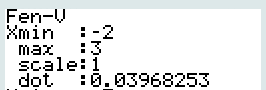 Fen-V
Xmin :-2
max :3
scale:1
dot :0.03968253